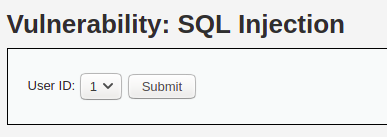 Vulnerability: SQL Injection
User ID: 1 Submit